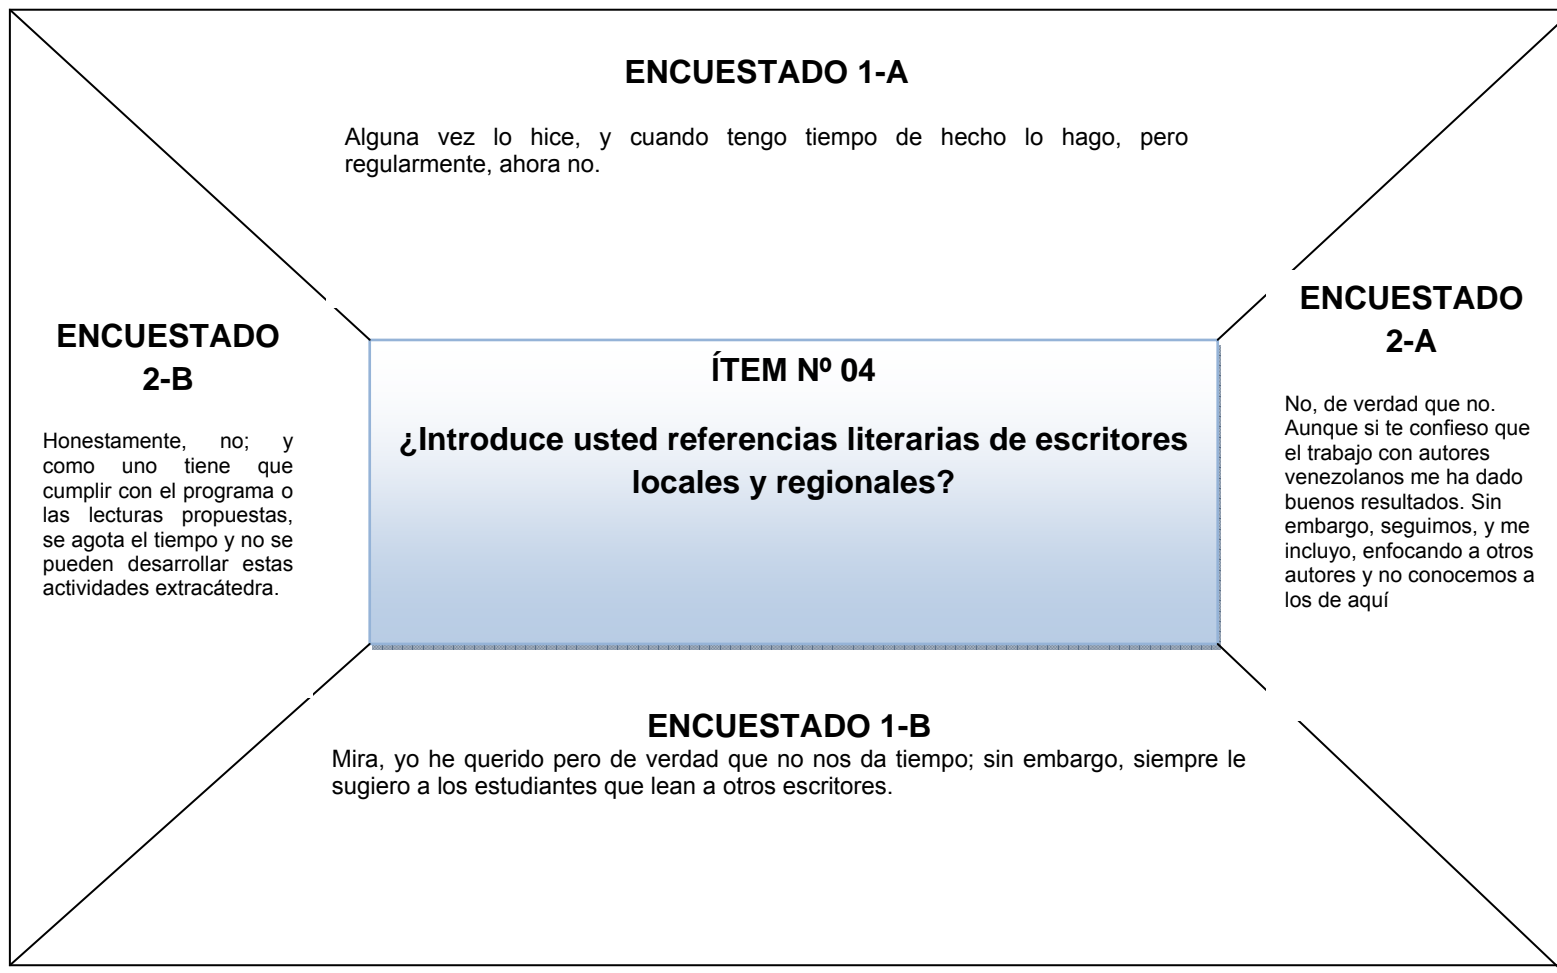 ENCUESTADO 1-A
Alguna vez lo hice, y cuando tengo tiempo de hecho lo hago, pero
regularmente, ahora no.
ENCUESTADO
2-B
Honestamente, no; y
como uno tiene que
cumplir con el programa o
las lecturas propuestas,
se agota el tiempo y no se
pueden desarrollar estas
actividades extracátedra.
ÍTEM Nº 04
¿Introduce usted referencias literarias de escritores
locales y regionales?
ENCUESTADO
2-A
No, de verdad que no.
Aunque si te confieso que
el trabajo con autores
venezolanos me ha dado
buenos resultados. Sin
embargo, seguimos, y me
incluyo, enfocando a otros
autores y no conocemos a
los de aquí
ENCUESTADO 1-B
Mira, yo he querido pero de verdad que no nos da tiempo; sin embargo, siempre le
sugiero a los estudiantes que lean a otros escritores.